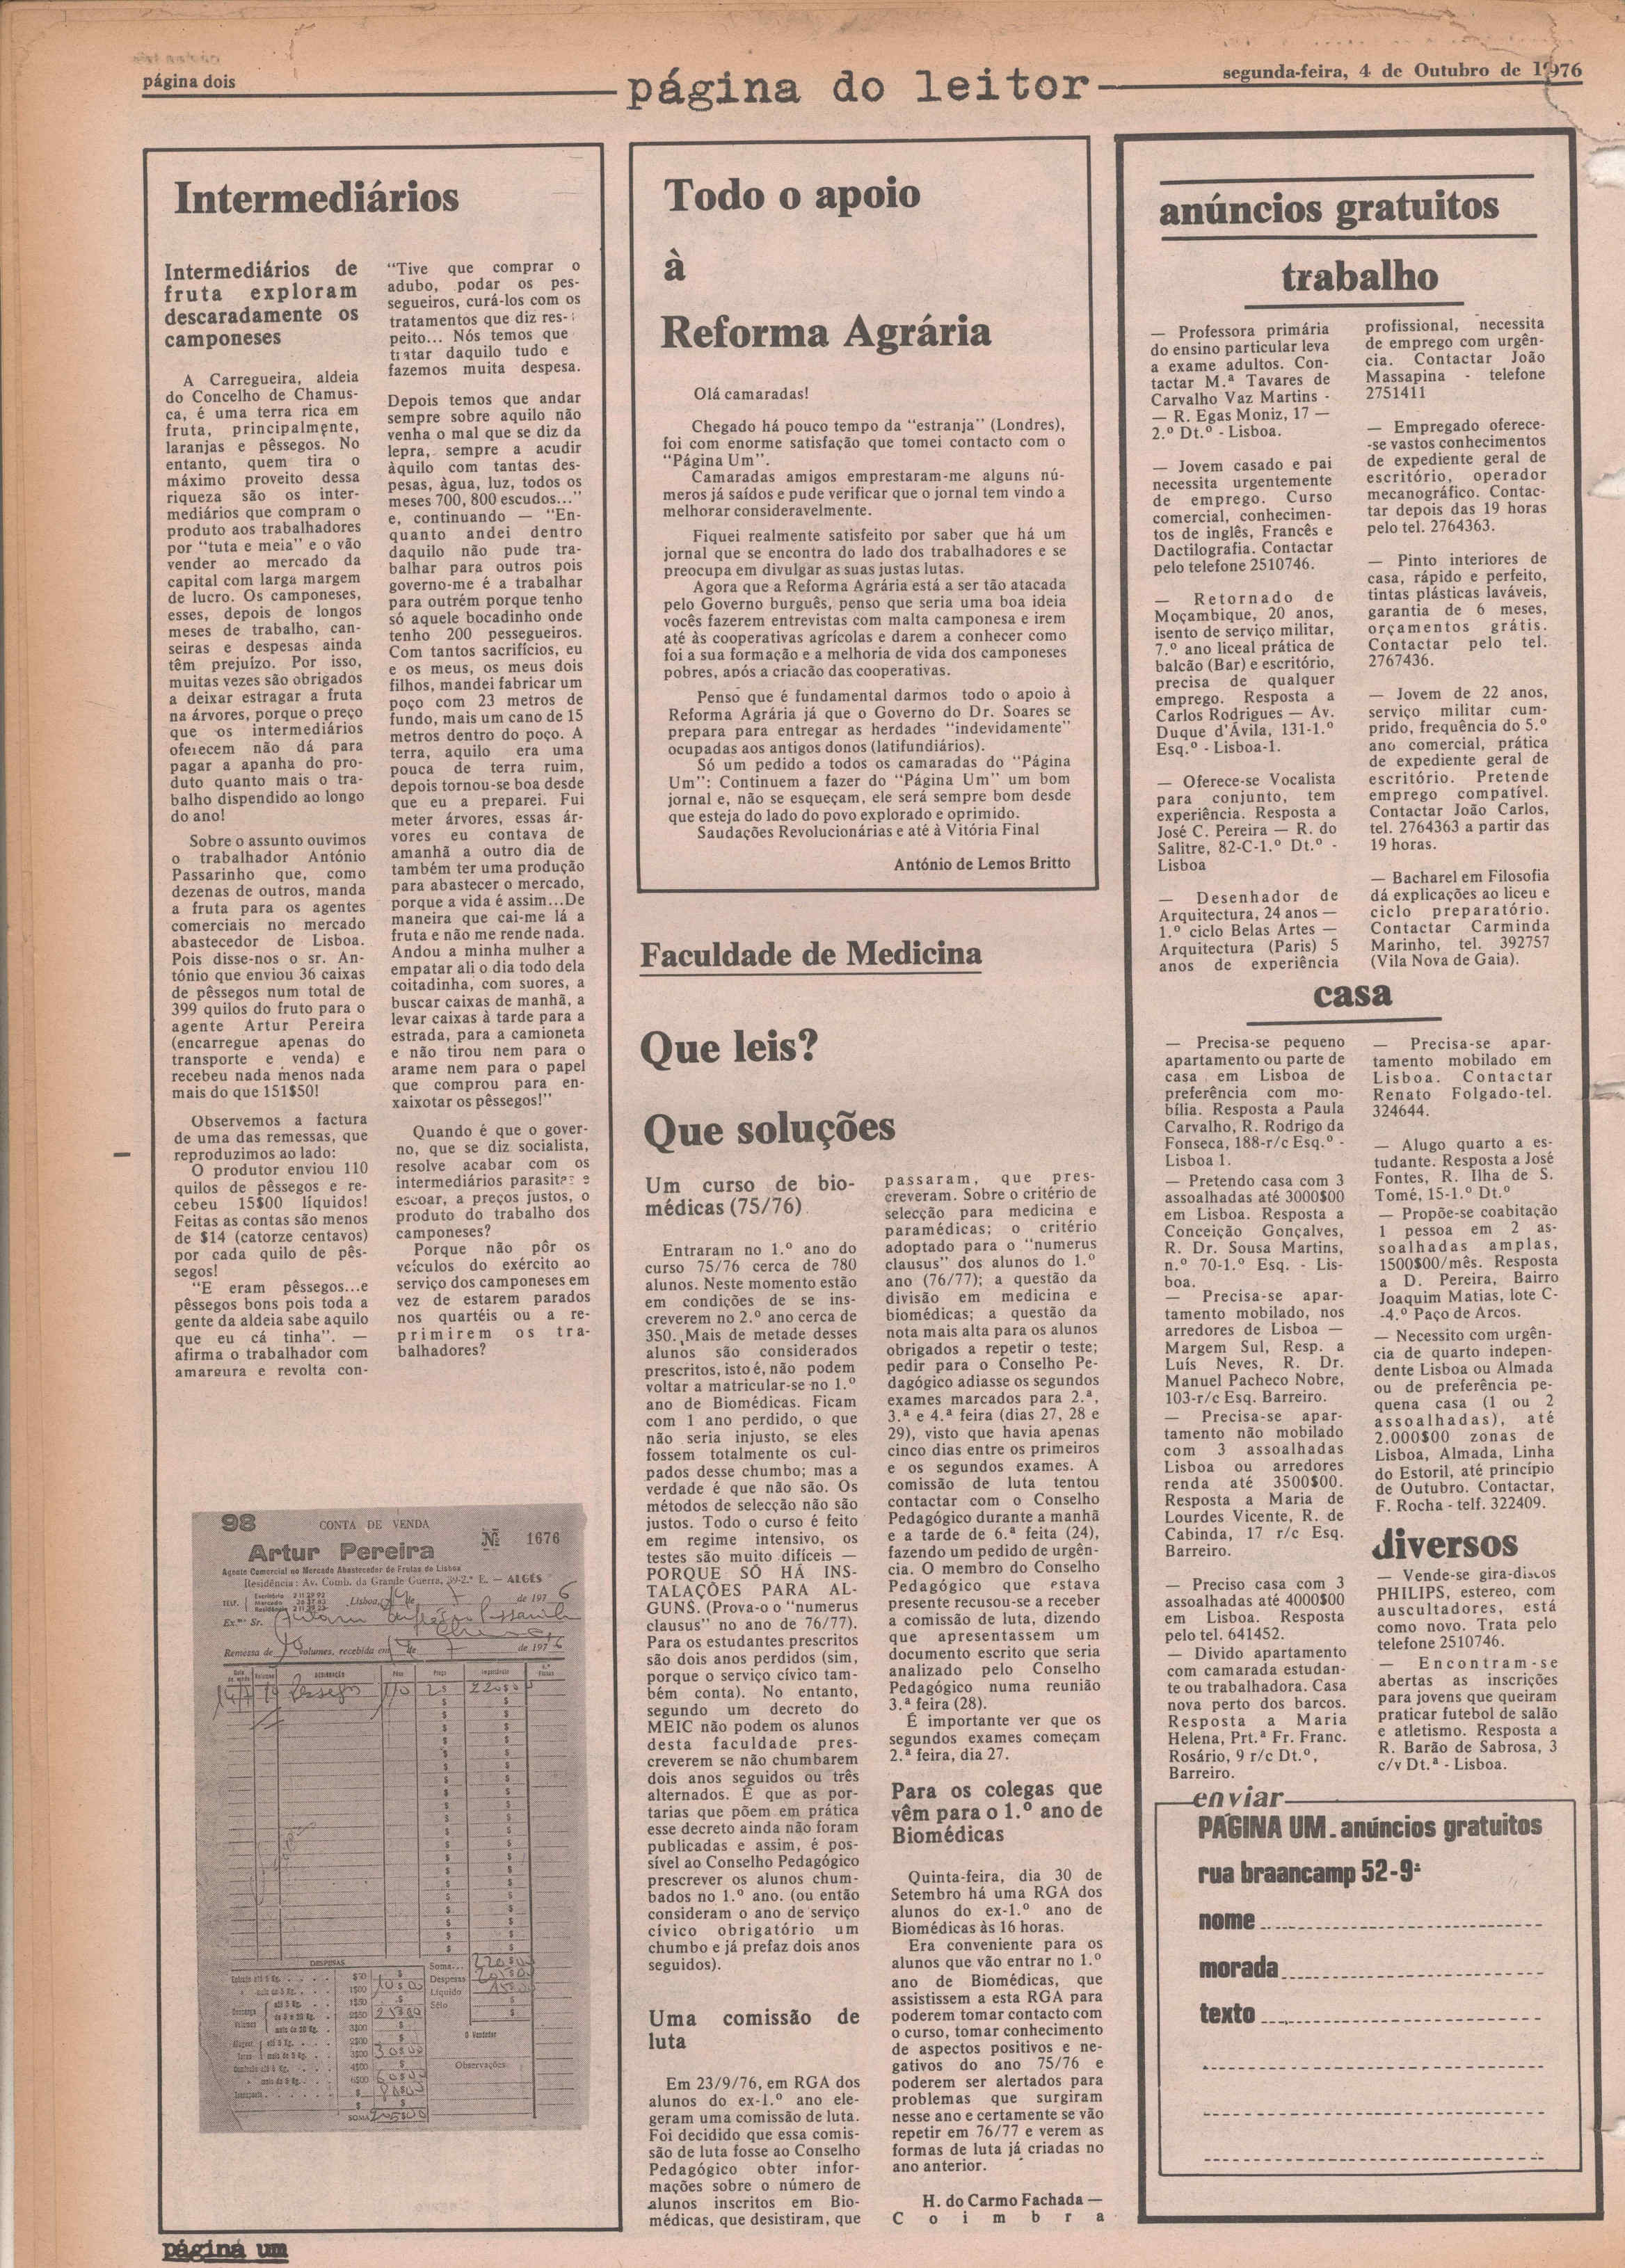 página dois
página do leitor
segunda-feira, 4 de Outubro de 1976
Intermediários
Intermediários de
fruta exploram
descaradamente os
camponeses
A Carregueira, aldeia
do Concelho de Chamus-
ca, é uma terra rica em
fruta, principalmente,
laranjas e pêssegos. No
entanto, quem tira o
máximo proveito dessa
riqueza são os inter-
mediários que compram o
produto aos trabalhadores
por "tuta e meia" e o vão
vender ao mercado da
capital com larga margem
de lucro. Os camponeses,
esses, depois de longos
meses de trabalho, can-
seiras e despesas ainda
têm prejuízo. Por isso,
muitas vezes são obrigados
a deixar estragar a fruta
na árvores, porque o preço
que os intermediários
oferecem não dá para
pagar a apanha do pro-
duto quanto mais o tra-
balho dispendido ao longo
do ano!
Sobre o assunto ouvimos
o trabalhador António
Passarinho que, como
dezenas de outros, manda
a fruta para os agentes
comerciais no mercado
abastecedor de Lisboa.
Pois disse-nos o sr. An-
tónio que enviou 36 caixas
de pêssegos num total de
399 quilos do fruto para o
agente Artur Pereira
(encarregue apenas do
transporte e venda) e
recebeu nada menos nada
mais do que 151$50!
Observemos a factura
de uma das remessas, que
reproduzimos ao lado:
O produtor enviou 110
quilos de pêssegos e re-
cebeu 15$00 líquidos!
Feitas as contas são menos
de $14 (catorze centavos)
por cada quilo de pês-
segos!
"E eram pêssegos...e
pêssegos bons pois toda a
gente da aldeia sabe aquilo
que eu cá tinha". —
afirma o trabalhador com
amargura e revolta con-
"Tive que comprar o
adubo, podar os pes-
segueiros, curá-los com os
tratamentos que diz res-
peito... Nós temos que
tratar daquilo tudo e
fazemos muita despesa.
Depois temos que andar
sempre sobre aquilo não
venha o mal que se diz da
lepra, sempre a acudir
àquilo com tantas des-
pesas, àgua, luz, todos os
meses 700, 800 escudos..."
e, continuando — "En-
quanto andei dentro
daquilo não pude tra-
balhar para outros pois
governo-me é a trabalhar
para outrém porque tenho
só aquele bocadinho onde
tenho 200 pessegueiros.
Com tantos sacrifícios, eu
e os meus, os meus dois
filhos, mandei fabricar um
poço com 23 metros de
fundo, mais um cano de 15
metros dentro do poço. A
terra, aquilo era uma
pouca de terra ruim,
depois tornou-se boa desde
que eu a preparei. Fui
meter árvores, essas ár-
vores eu contava de
amanhã a outro dia de
também ter uma produção
para abastecer o mercado,
porque a vida é assim...De
maneira que cai-me lá a
fruta e não me rende nada.
Andou a minha mulher a
empatar ali o dia todo dela
coitadinha, com suores, a
buscar caixas de manhã, a
levar caixas à tarde para a
estrada, para a camioneta
e não tirou nem para o
arame nem para o papel
que comprou para en-
xaixotar os pêssegos!"
Quando é que o gover-
no, que se diz socialista,
resolve acabar com os
intermediários parasitas e
escoar, a preços justos, o
produto do trabalho dos
camponeses?
Porque não pôr os
veículos do exército ao
serviço dos camponeses em
vez de estarem parados
nos quartéis ou a re-
primirem os tra-
balhadores?
98
CONTA DE VENDA
Nº 1676
Artur Pereira
Agente Comercial no Mercado Abastecedor de Frutas de Lisboa
Residência: Av. Comb. da Grande Guerra, 39-2.º E. — ALGÉS
TELF.
Lisboa,
de 1976
Ex.mo Sr.
Remessa de
volumes, recebida em
de
7
de 1976
Volumes
DESIGNAÇÃO
Peso
Preço
Importância
Pessegos
110
DESPESAS
Soma...
Despesa
Líquido
Sêlo
O Vendedor
Observações
SOMA
Todo o apoio
à
Reforma Agrária
Olá camaradas!
Chegado há pouco tempo da "estranja" (Londres),
foi com enorme satisfação que tomei contacto com o
"Página Um".
Camaradas amigos emprestaram-me alguns nú-
meros já saídos e pude verificar que o jornal tem vindo a
melhorar consideravelmente.
Fiquei realmente satisfeito por saber que há um
jornal que se encontra do lado dos trabalhadores e se
preocupa em divulgar as suas justas lutas.
Agora que a Reforma Agrária está a ser tão atacada
pelo Governo burguês, penso que seria uma boa ideia
vocês fazerem entrevistas com malta camponesa e irem
até às cooperativas agrícolas e darem a conhecer como
foi a sua formação e a melhoria de vida dos camponeses
pobres, após a criação das cooperativas.
Penso que é fundamental darmos todo o apoio à
Reforma Agrária já que o Governo do Dr. Soares se
prepara para entregar as herdades "indevidamente"
ocupadas aos antigos donos (latifundiários).
Só um pedido a todos os camaradas do "Página
Um": Continuem a fazer do "Página Um" um bom
jornal e, não se esqueçam, ele será sempre bom desde
que esteja do lado do povo explorado e oprimido.
Saudações Revolucionárias e até à Vitória Final
António de Lemos Britto
Faculdade de Medicina
Que leis?
Que soluções
Um curso de bio-
médicas (75/76)
Entraram no 1.º ano do
curso 75/76 cerca de 780
alunos. Neste momento estão
em condições de se ins-
creverem no 2.º ano cerca de
350. Mais de metade desses
alunos são considerados
prescritos, isto é, não podem
voltar a matricular-se no 1.º
ano de Biomédicas. Ficam
com 1 ano perdido, o que
não seria injusto, se eles
fossem totalmente os cul-
pados desse chumbo; mas a
verdade é que não são. Os
métodos de selecção não são
justos. Todo o curso é feito
em regime intensivo, os
testes são muito difíceis —
PORQUE SÓ HÁ INS-
TALAÇÕES PARA AL-
GUNS. (Prova-o o "numerus
clausus" no ano de 76/77).
Para os estudantes prescritos
são dois anos perdidos (sim,
porque o serviço cívico tam-
bém conta). No entanto,
segundo um decreto do
MEIC não podem os alunos
desta faculdade pres-
creverem se não chumbarem
dois anos seguidos ou três
alternados. E que as por-
tarias que põem em prática
esse decreto ainda não foram
publicadas e assim, é pos-
sível ao Conselho Pedagógico
prescrever os alunos chum-
bados no 1.º ano. (ou então
consideram o ano de serviço
cívico obrigatório um
chumbo e já prefaz dois anos
seguidos).
Uma comissão de
luta
Em 23/9/76, em RGA dos
alunos do ex-1.º ano ele-
geram uma comissão de luta.
Foi decidido que essa comis-
são de luta fosse ao Conselho
Pedagógico obter infor-
mações sobre o número de
alunos inscritos em Bio-
médicas, que desistiram, que
passaram, que pres-
creveram. Sobre o critério de
selecção para medicina e
paramédicas; o critério
adoptado para o "numerus
clausus" dos alunos do 1.º
ano (76/77); a questão da
divisão em medicina e
biomédicas; a questão da
nota mais alta para os alunos
obrigados a repetir o teste;
pedir para o Conselho Pe-
dagógico adiasse os segundos
exames marcados para 2.ª,
3.ª e 4.ª feira (dias 27, 28 e
29), visto que havia apenas
cinco dias entre os primeiros
e os segundos exames. A
comissão de luta tentou
contactar com o Conselho
Pedagógico durante a manhã
e a tarde de 6.ª feita (24),
fazendo um pedido de urgên-
cia. O membro do Conselho
Pedagógico que estava
presente recusou-se a receber
a comissão de luta, dizendo
que apresentassem um
documento escrito que seria
analizado pelo Conselho
Pedagógico numa reunião
3.ª feira (28).
É importante ver que os
segundos exames começam
2.ª feira, dia 27.
Para os colegas que
vêm para o 1.º ano de
Biomédicas
Quinta-feira, dia 30 de
Setembro há uma RGA dos
alunos do ex-1.º ano de
Biomédicas às 16 horas.
Era conveniente para os
alunos que vão entrar no 1.º
ano de Biomédicas, que
assistissem a esta RGA para
poderem tomar contacto com
o curso, tomar conhecimento
de aspectos positivos e ne-
gativos do ano 75/76 e
poderem ser alertados para
problemas que surgiram
nesse ano e certamente se vão
repetir em 76/77 e verem as
formas de luta já criadas no
ano anterior.
H. do Carmo Fachada —
Coimbra
anúncios gratuitos
trabalho
— Professora primária
do ensino particular leva
a exame adultos. Con-
tactar M.ª Tavares de
Carvalho Vaz Martins -
— R. Egas Moniz, 17 —
2.º Dt.º - Lisboa.
— Jovem casado e pai
necessita urgentemente
de emprego. Curso
comercial, conhecimen-
tos de inglês, Francês e
Dactilografia. Contactar
pelo telefone 2510746.
— Retornado de
Moçambique, 20 anos,
isento de serviço militar,
7.º ano liceal prática de
balcão (Bar) e escritório,
precisa de qualquer
emprego. Resposta a
Carlos Rodrigues — Av.
Duque d'Ávila, 131-1.º
Esq.º - Lisboa-1.
— Oferece-se Vocalista
para conjunto, tem
experiência. Resposta a
José C. Pereira — R. do
Salitre, 82-C-1.º Dt.º -
Lisboa
— Desenhador de
Arquitectura, 24 anos —
1.º ciclo Belas Artes —
Arquitectura (Paris) 5
anos de experiência
profissional, necessita
de emprego com urgên-
cia. Contactar João
Massapina - telefone
2751411
— Empregado oferece-
-se vastos conhecimentos
de expediente geral de
escritório, operador
mecanográfico. Contac-
tar depois das 19 horas
pelo tel. 2764363.
— Pinto interiores de
casa, rápido e perfeito,
tintas plásticas laváveis,
garantia de 6 meses,
orçamentos grátis.
Contactar pelo tel.
2767436.
— Jovem de 22 anos,
serviço militar cum-
prido, frequência do 5.º
ano comercial, prática
de expediente geral de
escritório. Pretende
emprego compatível.
Contactar João Carlos,
tel. 2764363 a partir das
19 horas.
— Bacharel em Filosofia
dá explicações ao liceu e
ciclo preparatório.
Contactar Carminda
Marinho, tel. 392757
(Vila Nova de Gaia).
casa
— Precisa-se pequeno
apartamento ou parte de
casa em Lisboa de
preferência com mo-
bília. Resposta a Paula
Carvalho, R. Rodrigo da
Fonseca, 188-r/c Esq.º -
Lisboa 1.
— Pretendo casa com 3
assoalhadas até 3000$00
em Lisboa. Resposta a
Conceição Gonçalves,
R. Dr. Sousa Martins,
n.º 70-1.º Esq. - Lis-
boa.
— Precisa-se apar-
tamento mobilado, nos
arredores de Lisboa —
Margem Sul, Resp. a
Luís Neves, R. Dr.
Manuel Pacheco Nobre,
103-r/c Esq. Barreiro.
— Precisa-se apar-
tamento não mobilado
com 3 assoalhadas
Lisboa ou arredores
renda até 3500$00.
Resposta a Maria de
Lourdes Vicente, R. de
Cabinda, 17 r/c Esq.
Barreiro.
— Preciso casa com 3
assoalhadas até 4000$00
em Lisboa. Resposta
pelo tel. 641452.
— Divido apartamento
com camarada estudan-
te ou trabalhadora. Casa
nova perto dos barcos.
Resposta a Maria
Helena, Prt.ª Fr. Franc.
Rosário, 9 r/c Dt.º,
Barreiro.
— Precisa-se apar-
tamento mobilado em
Lisboa. Contactar
Renato Folgado-tel.
324644.
— Alugo quarto a es-
tudante. Resposta a José
Fontes, R. Ilha de S.
Tomé, 15-1.º Dt.º
— Propõe-se coabitação
1 pessoa em 2 as-
soalhadas amplas,
1500$00/mês. Resposta
a D. Pereira, Bairro
Joaquim Matias, lote C-
-4.º Paço de Arcos.
— Necessito com urgên-
cia de quarto indepen-
dente Lisboa ou Almada
ou de preferência pe-
quena casa (1 ou 2
assoalhadas), até
2.000$00 zonas de
Lisboa, Almada, Linha
do Estoril, até princípio
de Outubro. Contactar,
F. Rocha - telf. 322409.
diversos
— Vende-se gira-discos
PHILIPS, estereo, com
auscultadores, está
como novo. Trata pelo
telefone 2510746.
— Encontram-se
abertas as inscrições
para jovens que queiram
praticar futebol de salão
e atletismo. Resposta a
R. Barão de Sabrosa, 3
c/v Dt.ª - Lisboa.
enviar
PÁGINA UM - anúncios gratuitos
rua braancamp 52-9º
nome
morada
texto
página um